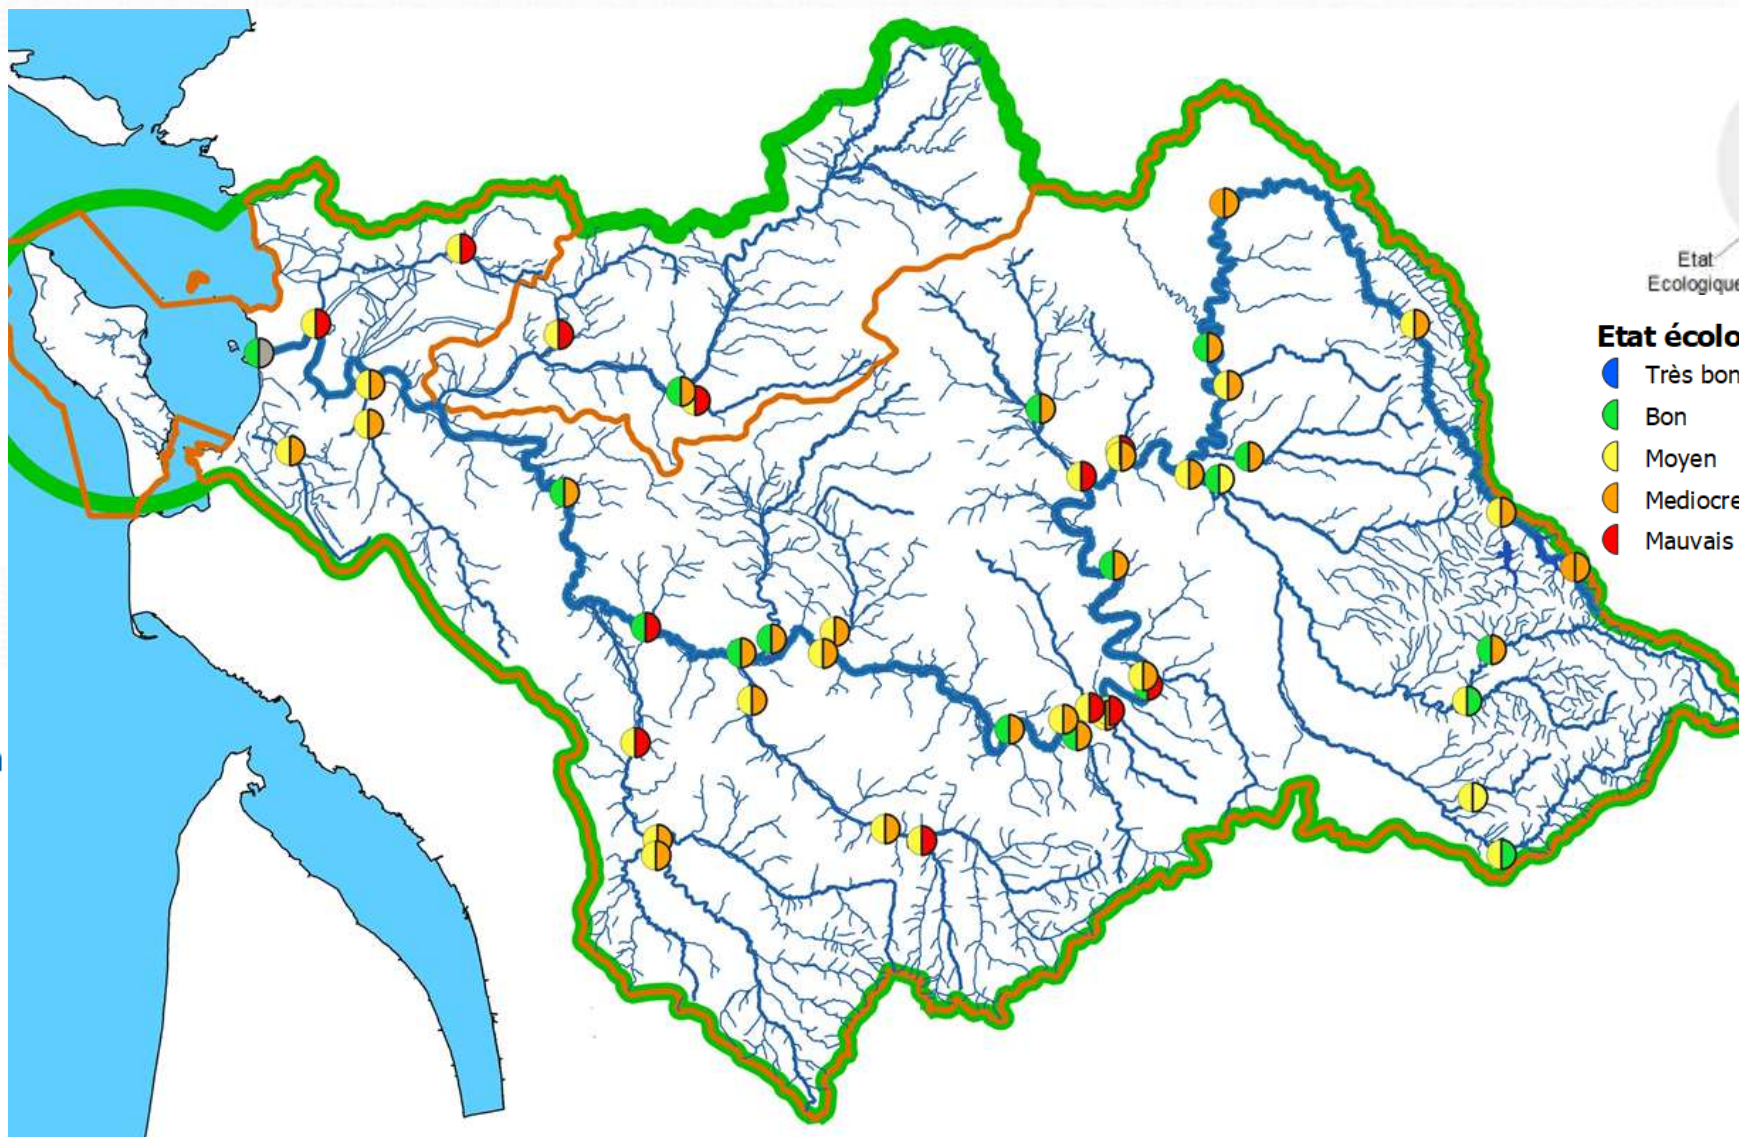 Etat
Ecologique
Etat écolo
Très bon
Bon
Moyen
Mediocre
Mauvais